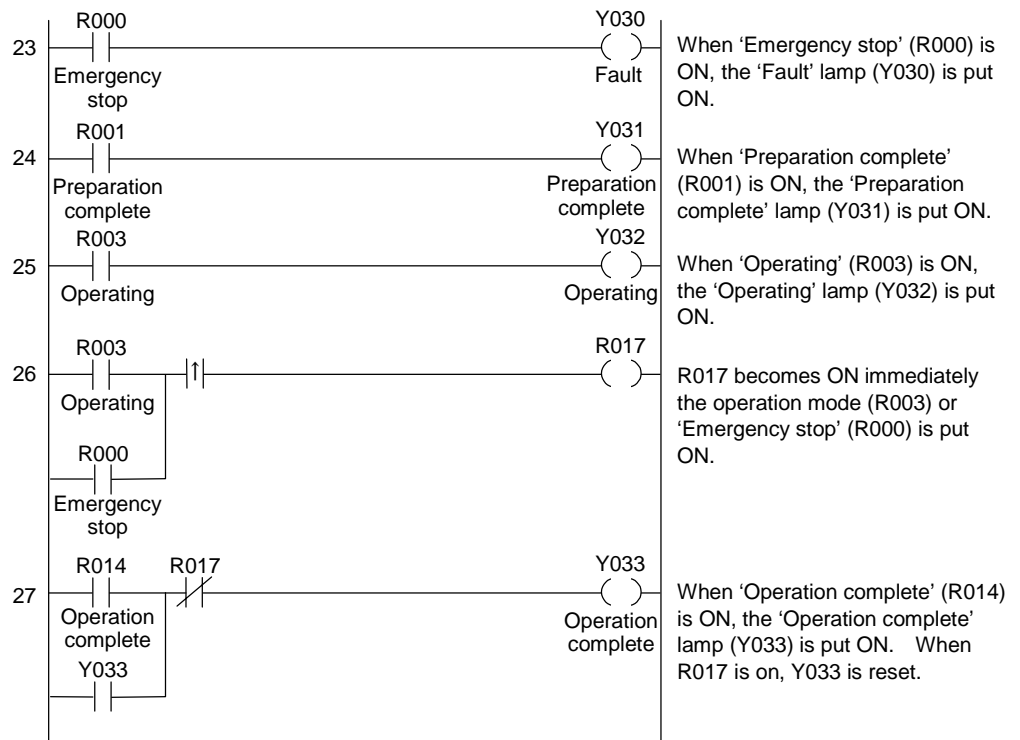 R000 Y030
23
Emergency
stop
Fault
When ‘Emergency stop’ (R000) is
ON, the ‘Fault’ lamp (Y030) is put
ON.
R001 Y031
24
Preparation
complete
Preparation
complete
When ‘Preparation complete’
(R001) is ON, the ‘Preparation
complete’ lamp (Y031) is put ON.
R003 Y032
25
Operating
Operating
When ‘Operating’ (R003) is ON,
the ‘Operating’ lamp (Y032) is put
ON.
R003 R017
26 ↑
Operating
R000
Emergency
stop
R017 becomes ON immediately
the operation mode (R003) or
‘Emergency stop’ (R000) is put
ON.
R014 R017 Y033
27
Operation
complete
Y033
Operation
complete
When ‘Operation complete’ (R014)
is ON, the ‘Operation complete’
lamp (Y033) is put ON. When
R017 is on, Y033 is reset.